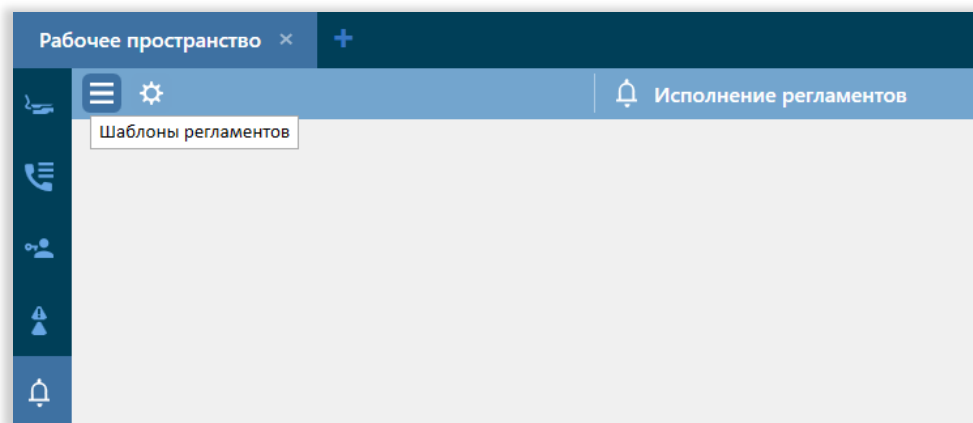 Рабочее пространство
Исполнение регламентов
Шаблоны регламентов